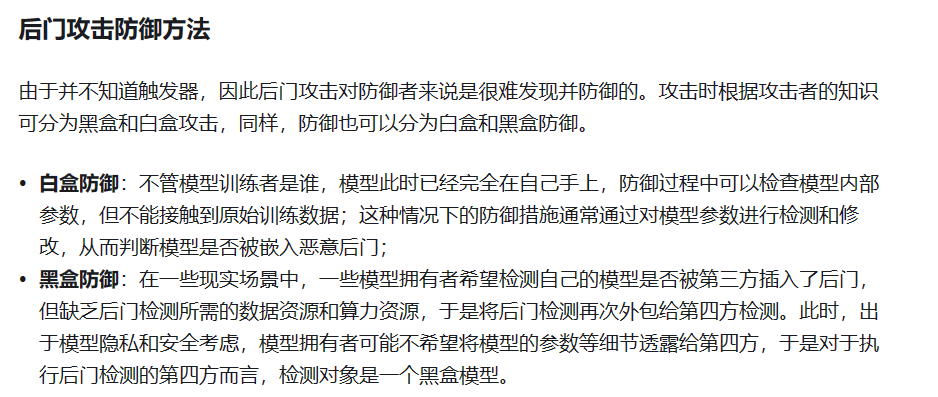 后门攻击防御方法
由于并不知道触发器，因此后门攻击对防御者来说是很难发现并防御的。攻击时根据攻击者的知识
可分为黑盒和白盒攻击，同样，防御也可以分为白盒和黑盒防御。
• 白盒防御：不管模型训练者是谁，模型此时已经完全在自己手上，防御过程中可以检查模型内部
参数，但不能接触到原始训练数据；这种情况下的防御措施通常通过对模型参数进行检测和修
改，从而判断模型是否被嵌入恶意后门；
• 黑盒防御：在一些现实场景中，一些模型拥有者希望检测自己的模型是否被第三方插入了后门，
但缺乏后门检测所需的数据资源和算力资源，于是将后门检测再次外包给第四方检测。此时，出
于模型隐私和安全考虑，模型拥有者可能不希望将模型的参数等细节透露给第四方，于是对于执
行后门检测的第四方而言，检测对象是一个黑盒模型。